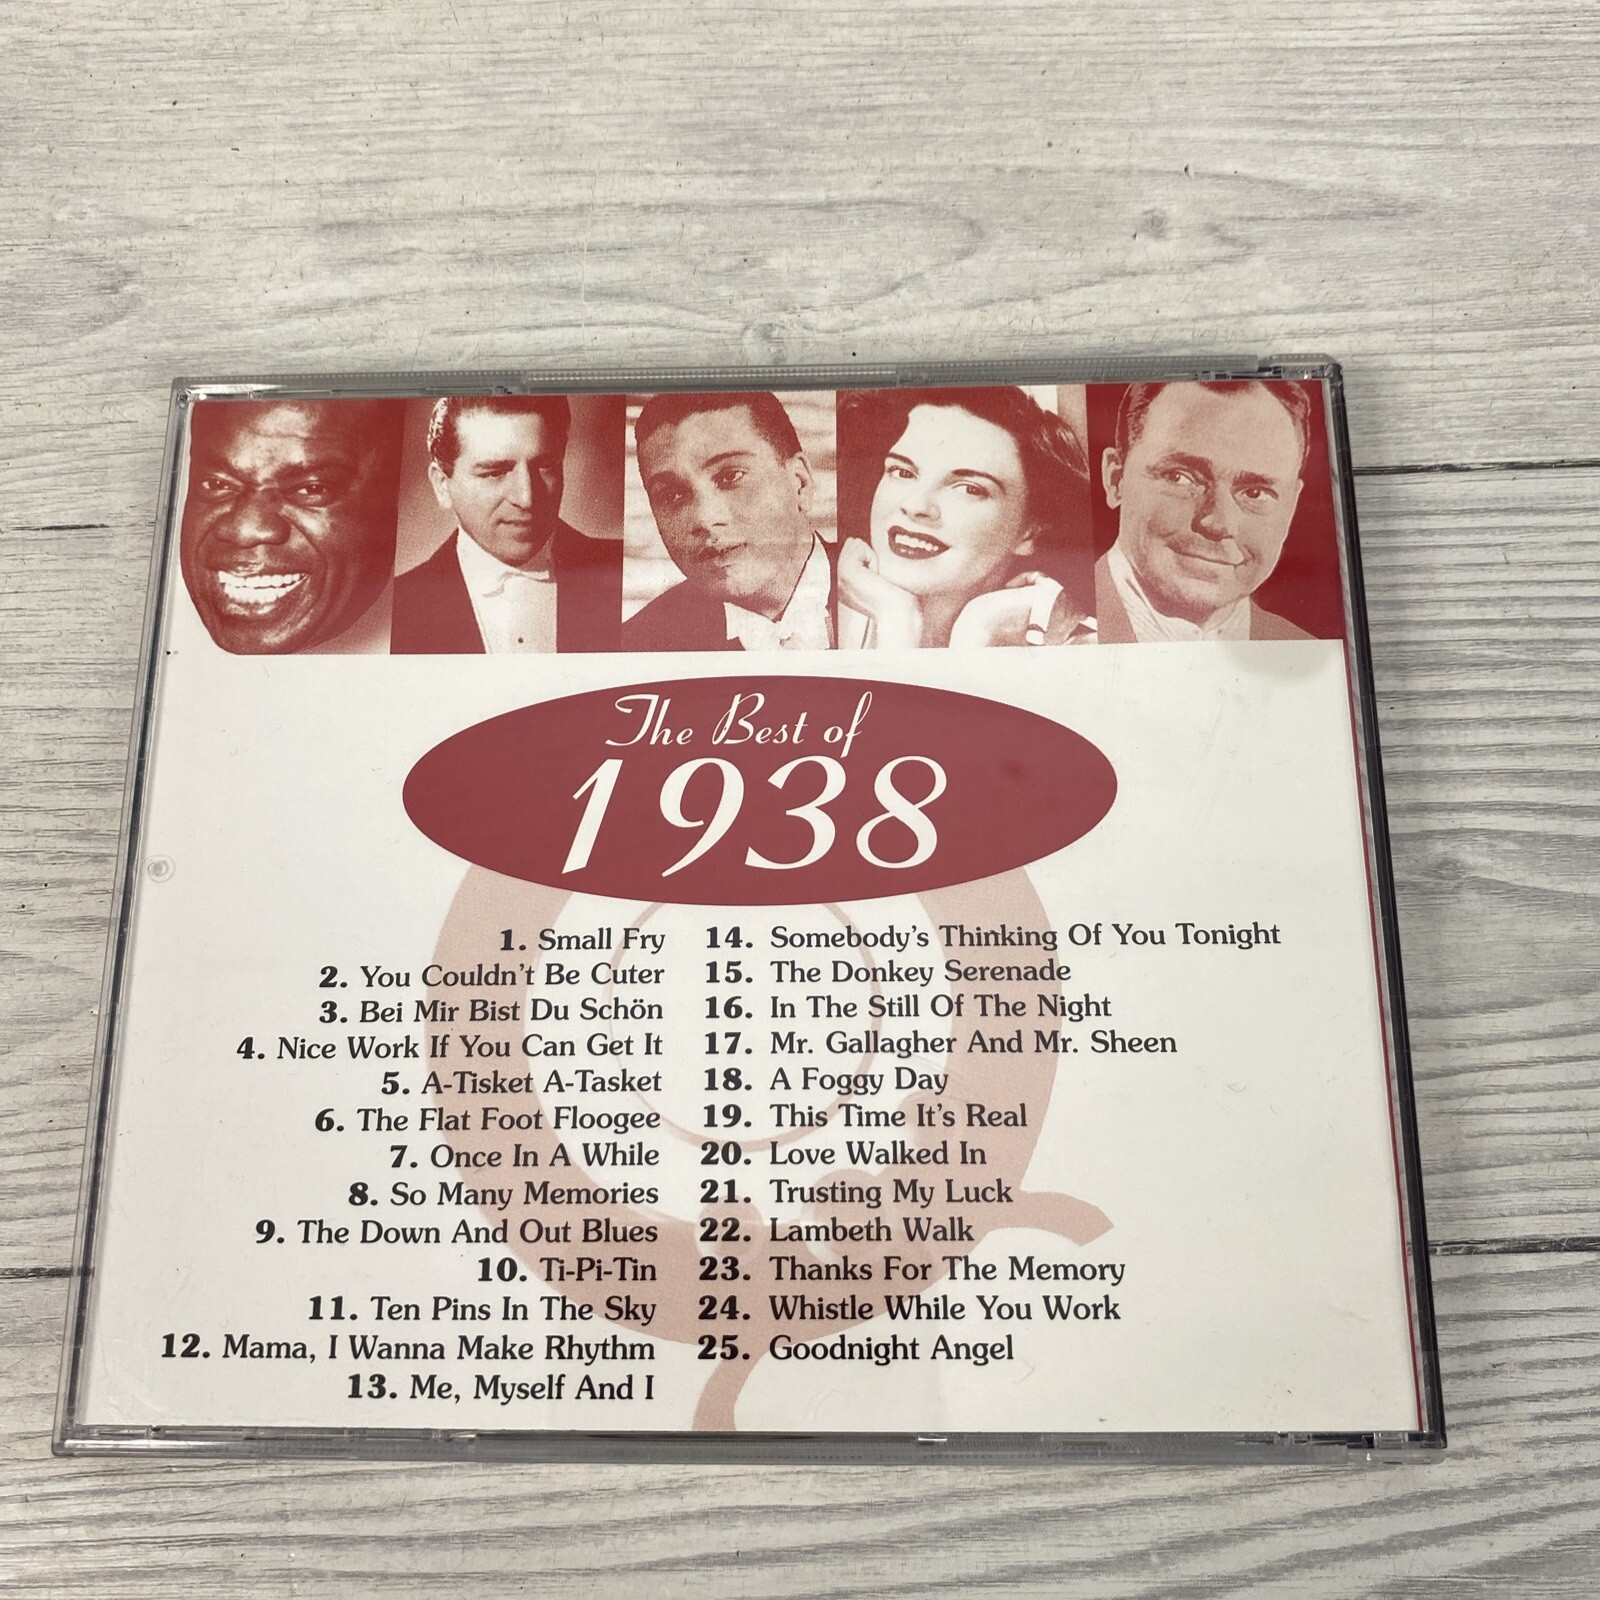 The Best of
1938
1. Small Fry
2. You Couldn't Be Cuter
3. Bei Mir Bist Du Schön
4. Nice Work If You Can Get It
5. A-Tisket A-Tasket
6. The Flat Foot Floogee
7. Once In A While
8. So Many Memories
9. The Down And Out Blues
10. Ti-Pi-Tin
11. Ten Pins In The Sky
12. Mama, I Wanna Make Rhythm
13. Me, Myself And I
14. Somebody's Thinking Of You Tonight
15. The Donkey Serenade
16. In The Still Of The Night
17. Mr. Gallagher And Mr. Sheen
18. A Foggy Day
19. This Time It's Real
20. Love Walked In
21. Trusting My Luck
22. Lambeth Walk
23. Thanks For The Memory
24. Whistle While You Work
25. Goodnight Angel